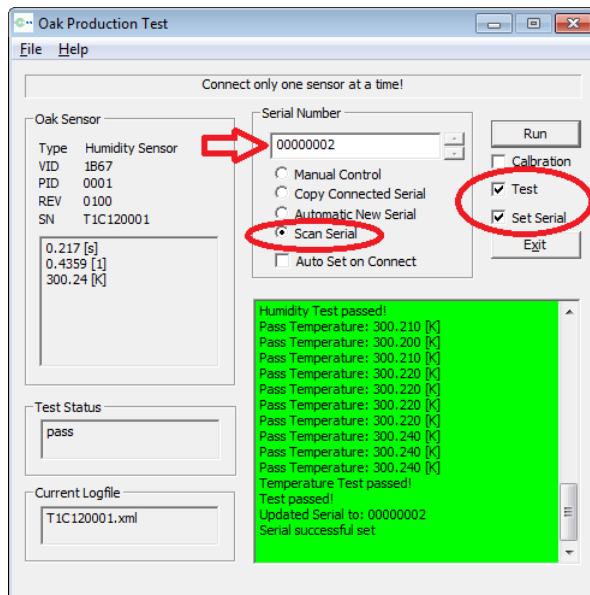 Oak Production Test
File Help
Connect only one sensor at a time!
Oak Sensor
Type Humidity Sensor
VID 1B67
PID 0001
REV 0100
SN T1C120001
0.217 [s]
0.4359 [1]
300.24 [K]
Test Status
pass
Current Logfile
T1C120001.xml
Serial Number
00000002
Manual Control
Copy Connected Serial
Automatic New Serial
Scan Serial
Auto Set on Connect
Run
Calbration
Test
Set Serial
Exit
Humidity Test passed!
Pass Temperature: 300.210 [K]
Pass Temperature: 300.200 [K]
Pass Temperature: 300.210 [K]
Pass Temperature: 300.220 [K]
Pass Temperature: 300.220 [K]
Pass Temperature: 300.220 [K]
Pass Temperature: 300.220 [K]
Pass Temperature: 300.240 [K]
Pass Temperature: 300.240 [K]
Pass Temperature: 300.240 [K]
Temperature Test passed!
Test passed!
Updated Serial to: 00000002
Serial successful set